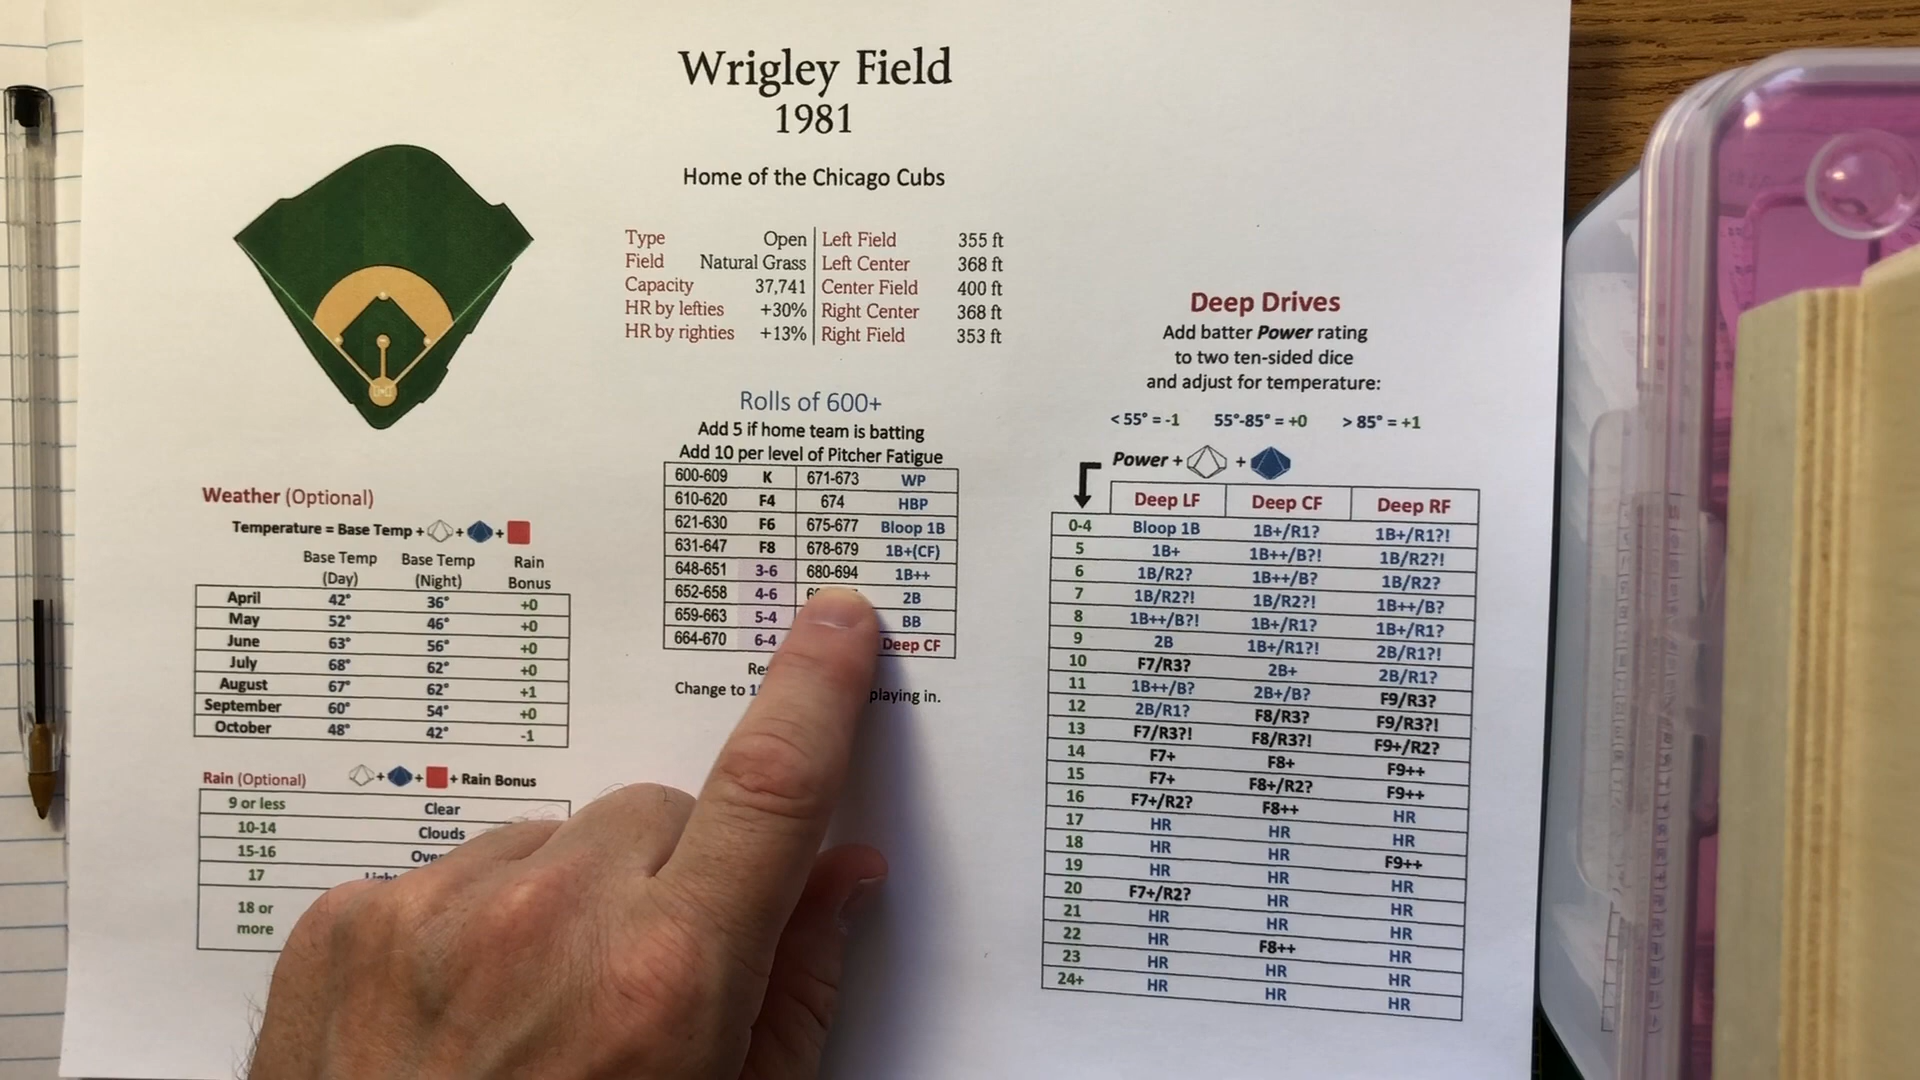 Wrigley Field
1981
Home of the Chicago Cubs
Type Open Left Field 355 ft
Field Natural Grass Left Center 368 ft
Capacity 37,741 Center Field 400 ft
HR by lefties +30% Right Center 368 ft
HR by righties +13% Right Field 353 ft
Rolls of 600+
Add 5 if home team is batting
Add 10 per level of Pitcher Fatigue
600-609 K 671-673 WP
610-620 F4 674 HBP
621-630 F6 675-677 Bloop 1B
631-647 F8 678-679 1B+(CF)
648-651 3-6 680-694 1B++
652-658 4-6 2B
659-663 5-4 BB
664-670 6-4 Deep CF
Change to playing in.
Weather (Optional)
Temperature = Base Temp + + +
Base Temp (Day) Base Temp (Night) Rain Bonus
April 42° 36° +0
May 52° 46° +0
June 63° 56° +0
July 68° 62° +0
August 67° 62° +1
September 60° 54° +0
October 48° 42° -1
Rain (Optional) + + + Rain Bonus
9 or less Clear
10-14 Clouds
15-16
17
18 or
more
Deep Drives
Add batter Power rating
to two ten-sided dice
and adjust for temperature:
< 55° = -1 55°-85° = +0 > 85° = +1
Power + +
Deep LF Deep CF Deep RF
0-4 Bloop 1B 1B+/R1? 1B+/R1?!
5 1B+ 1B++/B?! 1B/R2?!
6 1B/R2? 1B++/B? 1B/R2?
7 1B/R2?! 1B/R2?! 1B++/B?
8 1B++/B?! 1B+/R1? 1B+/R1?
9 2B 1B+/R1?! 2B/R1?!
10 F7/R3? 2B+ 2B/R1?
11 1B++/B? 2B+/B? F9/R3?
12 2B/R1? F8/R3? F9/R3?!
13 F7/R3?! F8/R3?! F9+/R2?
14 F7+ F8+ F9++
15 F7+ F8+/R2? F9++
16 F7+/R2? F8++ HR
17 HR HR HR
18 HR HR F9++
19 HR HR HR
20 F7+/R2? HR HR
21 HR HR HR
22 HR F8++ HR
23 HR HR HR
24+ HR HR HR